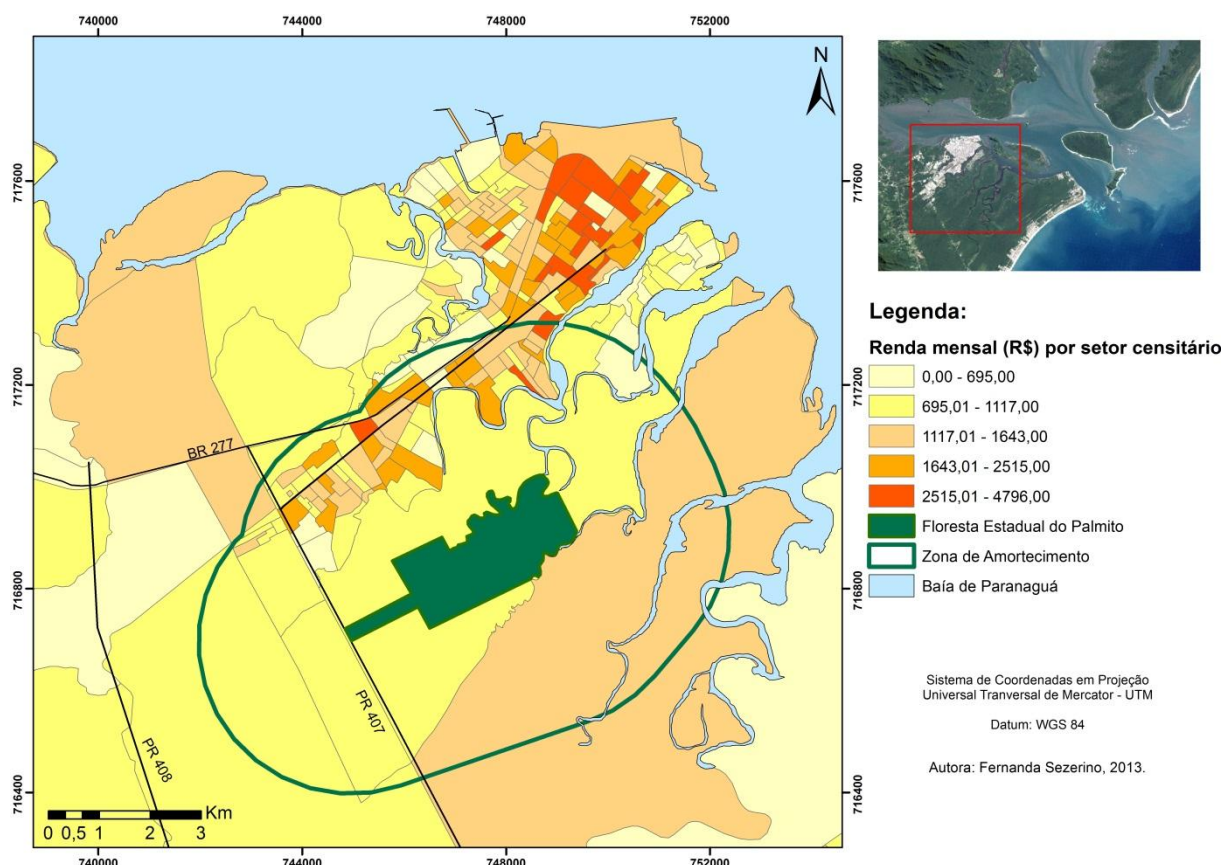 740000 744000 748000 752000
N
717600 717600
717200 717200
BR 277
716800 716800
PR 407
PR 408
716400 716400
Km
0 0,5 1 2 3
740000 744000 748000 752000
Legenda:
Renda mensal (R$) por setor censitário
0,00 - 695,00
695,01 - 1117,00
1117,01 - 1643,00
1643,01 - 2515,00
2515,01 - 4796,00
Floresta Estadual do Palmito
Zona de Amortecimento
Baía de Paranaguá
Sistema de Coordenadas em Projeção
Universal Tranversal de Mercator - UTM
Datum: WGS 84
Autora: Fernanda Sezerino, 2013.